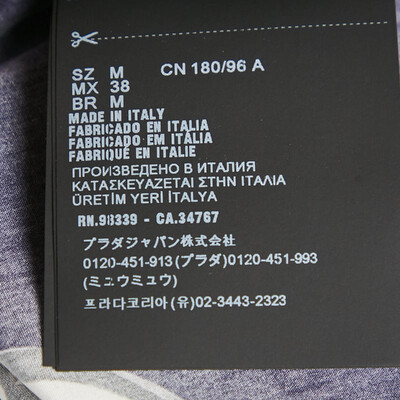 SZ M CN 180/96 A
MX 38
BR M
MADE IN ITALY
FABRICADO EN ITALIA
FABRICADO EM ITÁLIA
FABRIQUÉ EN ITALIE
ПРОИЗВЕДЕНО В ИТАЛИЯ
ΚΑΤΑΣΚΕΥΑΖΕΤΑΙ ΣΤΗΝ ΙΤΑΛΙΑ
ÜRETİM YERİ İTALYA
RN.98339 - CA.34767
プラダジャパン株式会社
0120-451-913(プラダ)0120-451-993
(ミュウミュウ)
프라다코리아(유)02-3443-2323